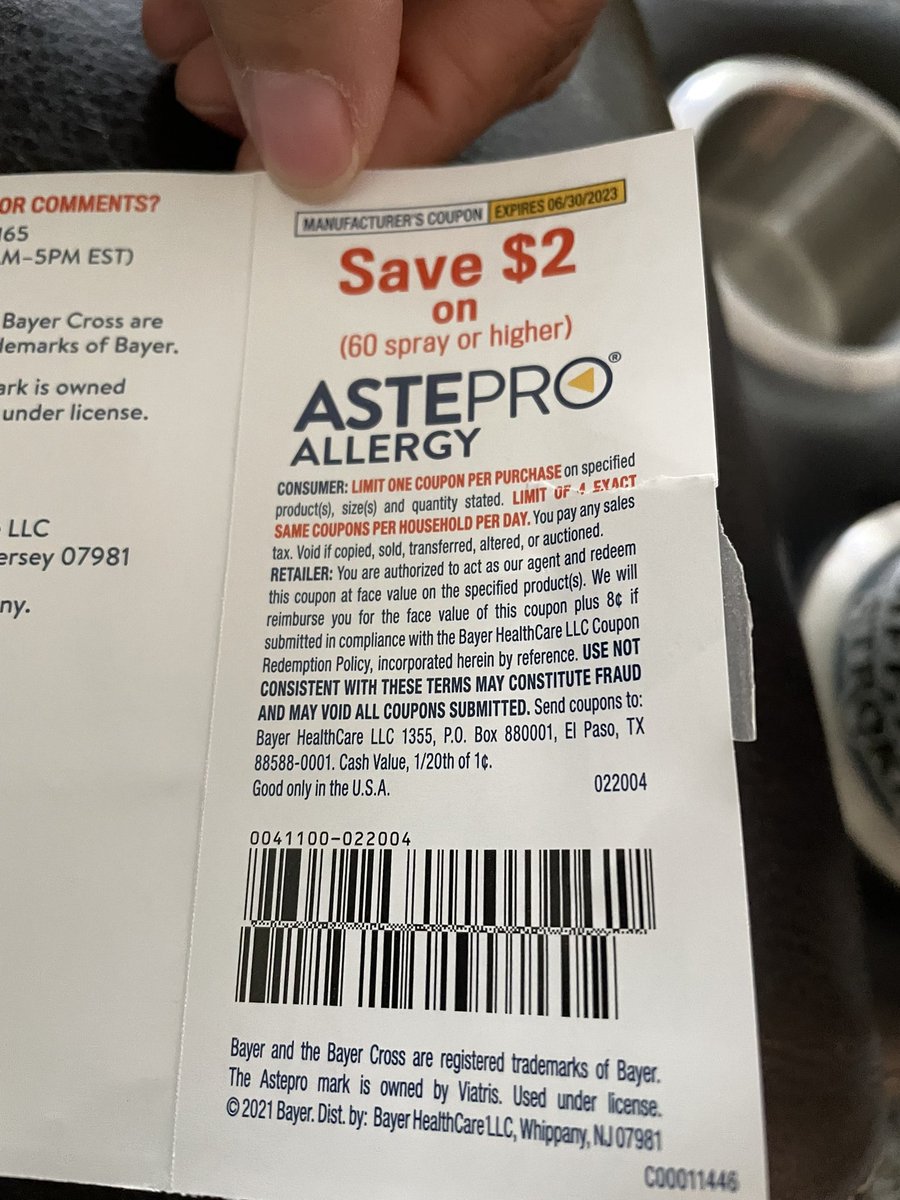 OR COMMENTS?
165
M–5PM EST)
Bayer Cross are
demarks of Bayer.
ark is owned
under license.
LLC
ersey 07981
ny.
MANUFACTURER'S COUPON EXPIRES 06/30/2023
Save $2
on
(60 spray or higher)
ASTEPRO®
ALLERGY
CONSUMER: LIMIT ONE COUPON PER PURCHASE on specified
product(s), size(s) and quantity stated. LIMIT OF 4 EXACT
SAME COUPONS PER HOUSEHOLD PER DAY. You pay any sales
tax. Void if copied, sold, transferred, altered, or auctioned.
RETAILER: You are authorized to act as our agent and redeem
this coupon at face value on the specified product(s). We will
reimburse you for the face value of this coupon plus 8¢ if
submitted in compliance with the Bayer HealthCare LLC Coupon
Redemption Policy, incorporated herein by reference. USE NOT
CONSISTENT WITH THESE TERMS MAY CONSTITUTE FRAUD
AND MAY VOID ALL COUPONS SUBMITTED. Send coupons to:
Bayer HealthCare LLC 1355, P.O. Box 880001, El Paso, TX
88588-0001. Cash Value, 1/20th of 1¢.
Good only in the U.S.A. 022004
0041100-022004
Bayer and the Bayer Cross are registered trademarks of Bayer.
The Astepro mark is owned by Viatris. Used under license.
© 2021 Bayer. Dist. by: Bayer HealthCare LLC, Whippany, NJ 07981
C00011446